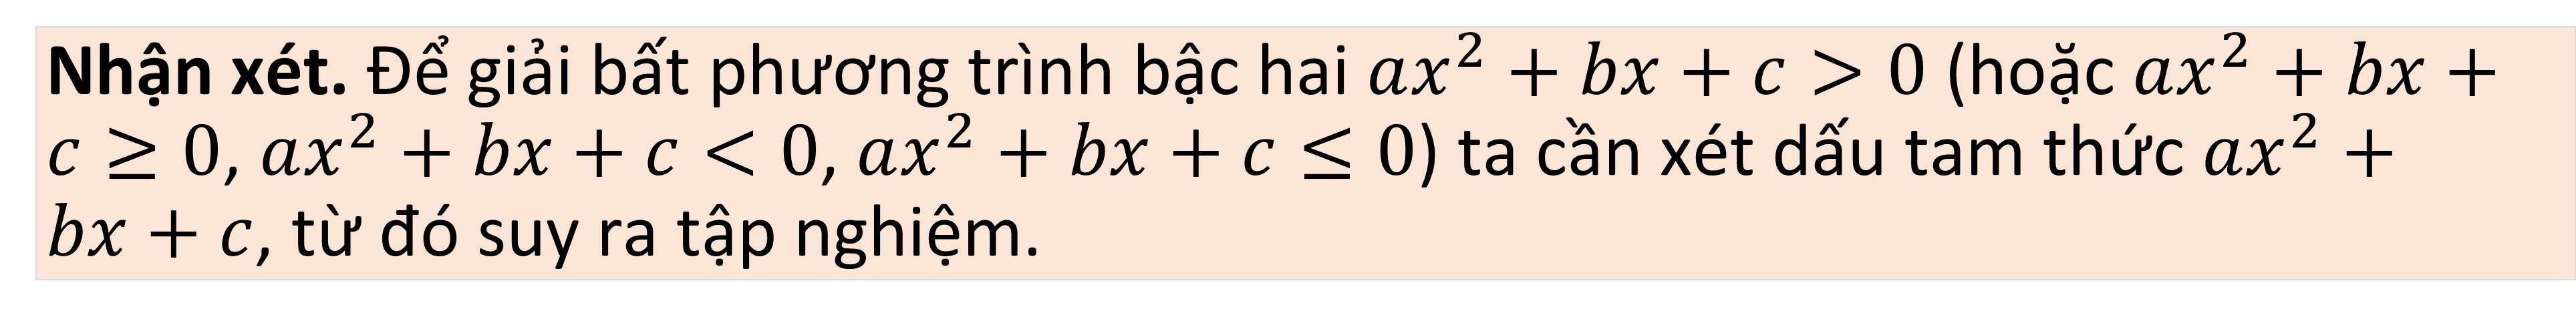 Nhận xét. Để giải bất phương trình bậc hai ax² + bx + c > 0 (hoặc ax² + bx +
c ≥ 0, ax² + bx + c < 0, ax² + bx + c ≤ 0) ta cần xét dấu tam thức ax² +
bx + c, từ đó suy ra tập nghiệm.